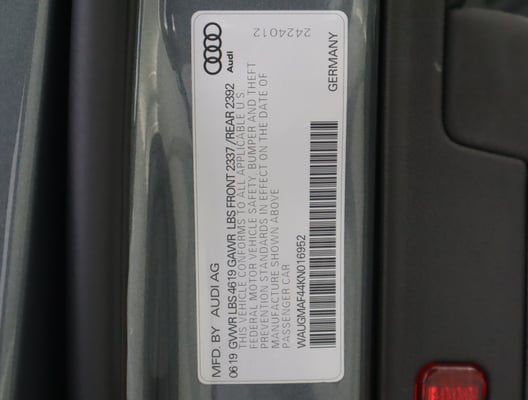 MFD. BY AUDI AG
Audi
06 19 GVWR LBS 4619 GAWR LBS FRONT 2337 / REAR 2392
THIS VEHICLE CONFORMS TO ALL APPLICABLE U S
FEDERAL MOTOR VEHICLE SAFETY, BUMPER AND THEFT
PREVENTION STANDARDS IN EFFECT ON THE DATE OF
MANUFACTURE SHOWN ABOVE
PASSENGER CAR
WAUGMAF44KN016952
GERMANY
2424012